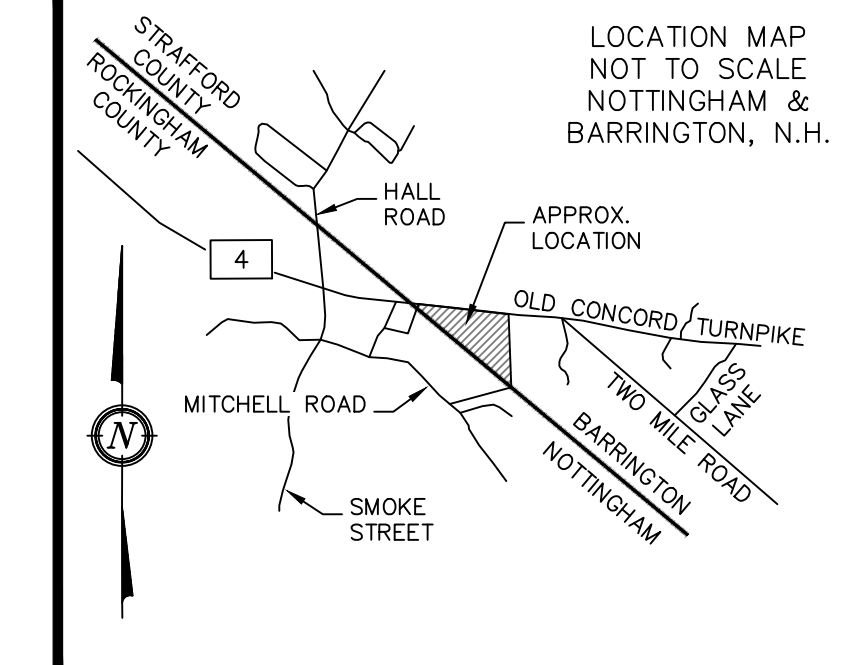 LOCATION MAP
NOT TO SCALE
NOTTINGHAM &
BARRINGTON, N.H.
STRAFFORD
COUNTY
ROCKINGHAM
COUNTY
HALL
ROAD
APPROX.
LOCATION
4
OLD CONCORD TURNPIKE
MITCHELL ROAD
TWO MILE ROAD
GLASS
LANE
BARRINGTON
NOTTINGHAM
N
SMOKE
STREET